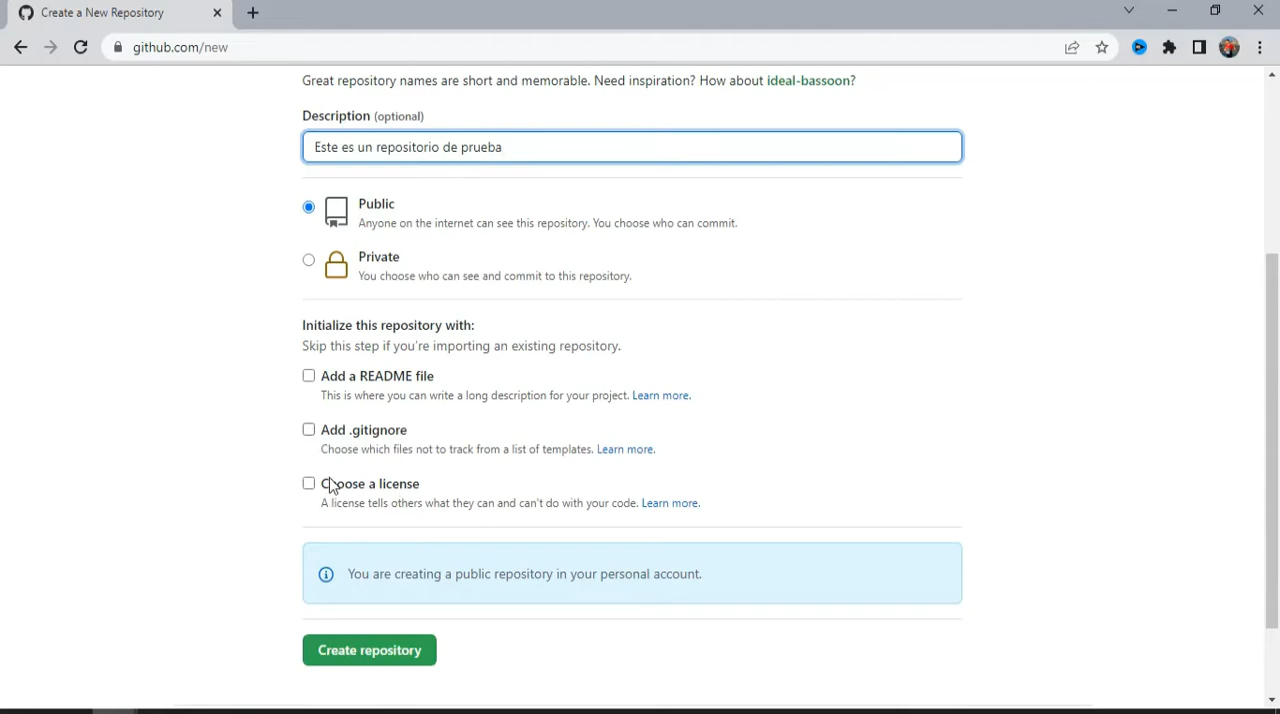 Create a New Repository
github.com/new
Great repository names are short and memorable. Need inspiration? How about ideal-bassoon?
Description (optional)
Este es un repositorio de prueba
Public
Anyone on the internet can see this repository. You choose who can commit.
Private
You choose who can see and commit to this repository.
Initialize this repository with:
Skip this step if you're importing an existing repository.
Add a README file
This is where you can write a long description for your project. Learn more.
Add .gitignore
Choose which files not to track from a list of templates. Learn more.
Choose a license
A license tells others what they can and can't do with your code. Learn more.
You are creating a public repository in your personal account.
Create repository